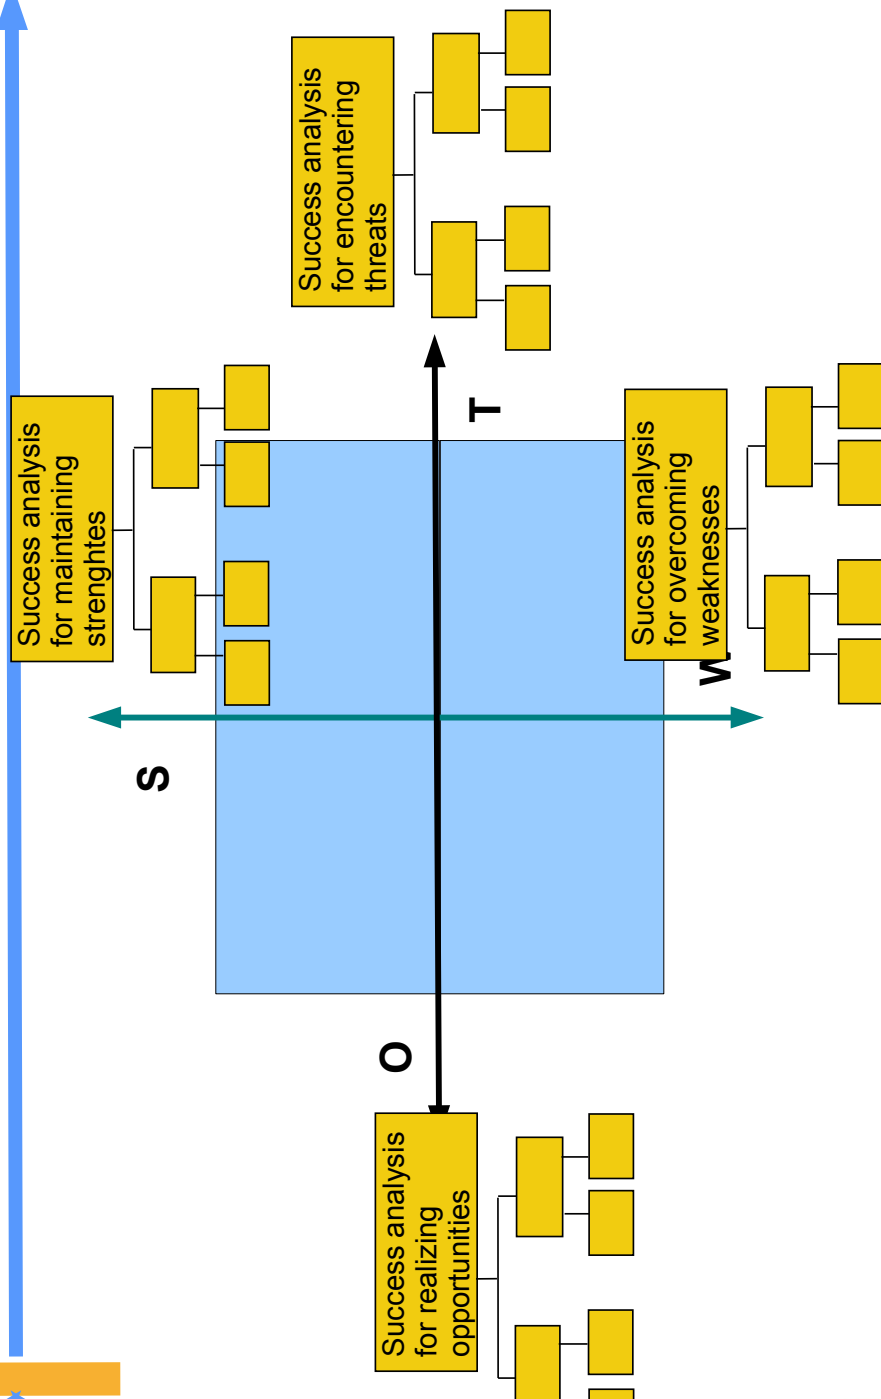 Success analysis
for maintaining
strenghtes
S
Success analysis
for encountering
threats
T
O
Success analysis
for realizing
opportunities
Success analysis
for overcoming
weaknesses
W